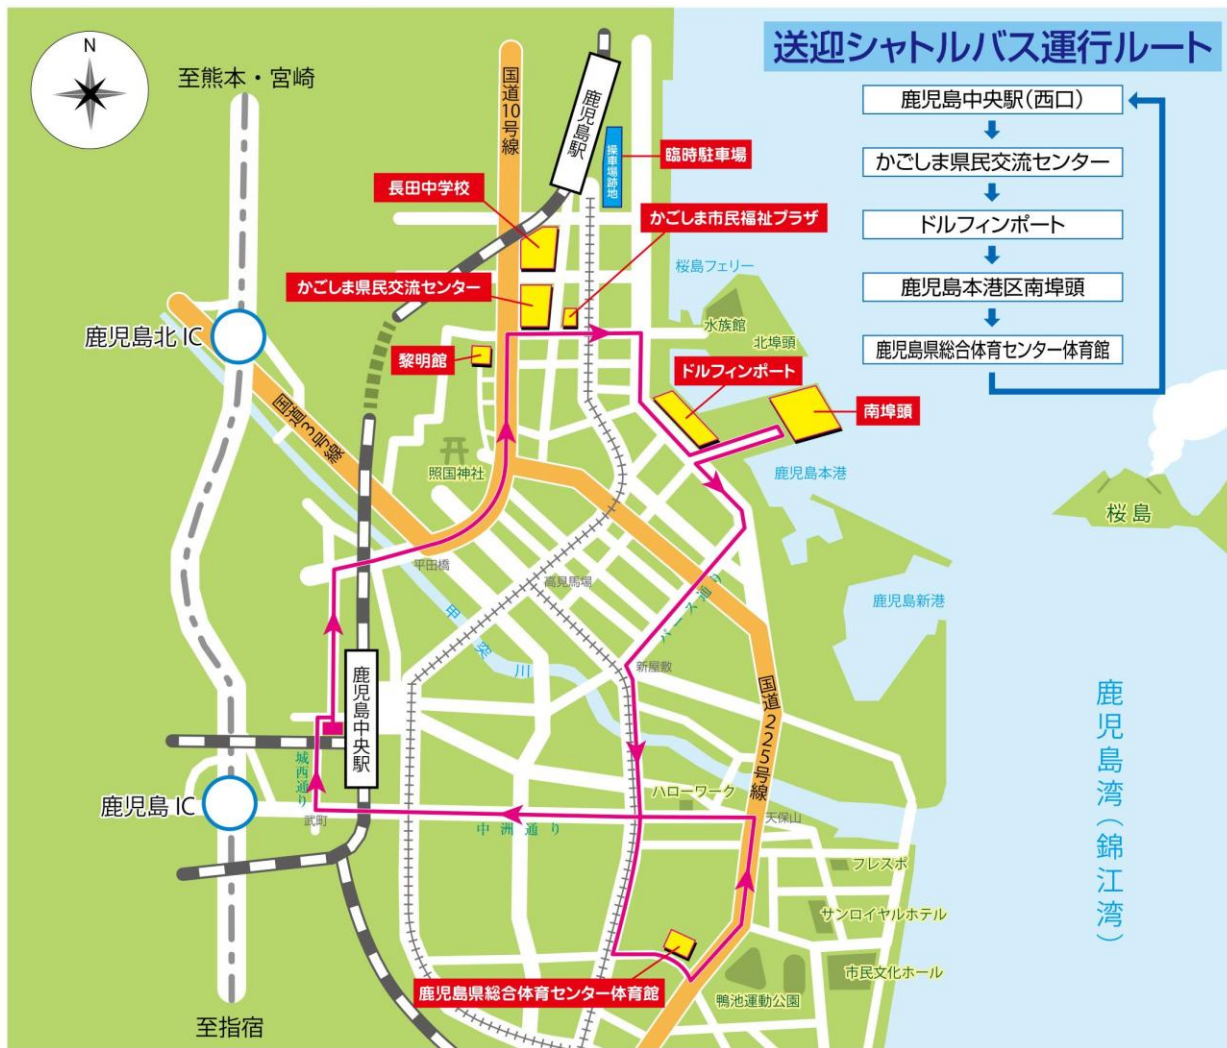 送迎シャトルバス運行ルート
鹿児島中央駅(西口)
かごしま県民交流センター
ドルフィンポート
鹿児島本港区南埠頭
鹿児島県総合体育センター体育館
N
至熊本・宮崎
国道10号線
鹿児島駅
操車場跡地
臨時駐車場
長田中学校
かごしま市民福祉プラザ
かごしま県民交流センター
桜島フェリー
水族館
北埠頭
鹿児島北IC
黎明館
ドルフィンポート
南埠頭
国道3号線
照国神社
鹿児島本港
桜島
平田橋
高見馬場
パース通り
鹿児島新港
甲突川
新屋敷
鹿児島中央駅
国道225号線
鹿児島湾(錦江湾)
城西通り
鹿児島IC
武町
中洲通り
ハローワーク
天保山
フレスポ
サンロイヤルホテル
市民文化ホール
鹿児島県総合体育センター体育館
鴨池運動公園
至指宿